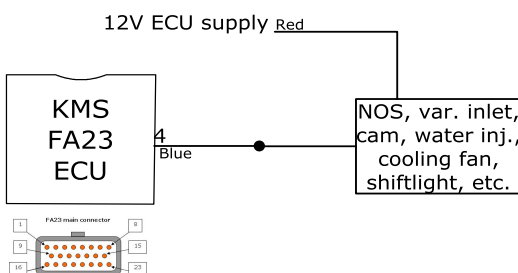 12V ECU supply Red
KMS
FA23
ECU
4
Blue
NOS, var. inlet,
cam, water inj.,
cooling fan,
shiftlight, etc.
FA23 main connector
1
8
9
15
16
23